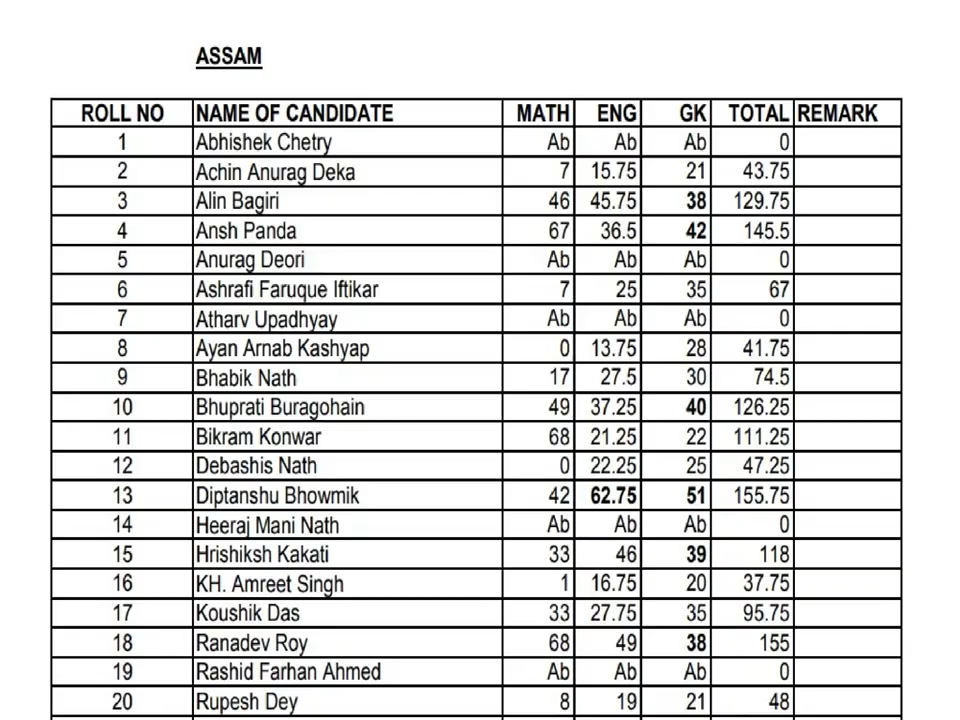 ASSAM
ROLL NO NAME OF CANDIDATE MATH ENG GK TOTAL REMARK
1 Abhishek Chetry Ab Ab Ab 0
2 Achin Anurag Deka 7 15.75 21 43.75
3 Alin Bagiri 46 45.75 38 129.75
4 Ansh Panda 67 36.5 42 145.5
5 Anurag Deori Ab Ab Ab 0
6 Ashrafi Faruque Iftikar 7 25 35 67
7 Atharv Upadhyay Ab Ab Ab 0
8 Ayan Arnab Kashyap 0 13.75 28 41.75
9 Bhabik Nath 17 27.5 30 74.5
10 Bhuprati Buragohain 49 37.25 40 126.25
11 Bikram Konwar 68 21.25 22 111.25
12 Debashis Nath 0 22.25 25 47.25
13 Diptanshu Bhowmik 42 62.75 51 155.75
14 Heeraj Mani Nath Ab Ab Ab 0
15 Hrishiksh Kakati 33 46 39 118
16 KH. Amreet Singh 1 16.75 20 37.75
17 Koushik Das 33 27.75 35 95.75
18 Ranadev Roy 68 49 38 155
19 Rashid Farhan Ahmed Ab Ab Ab 0
20 Rupesh Dey 8 19 21 48